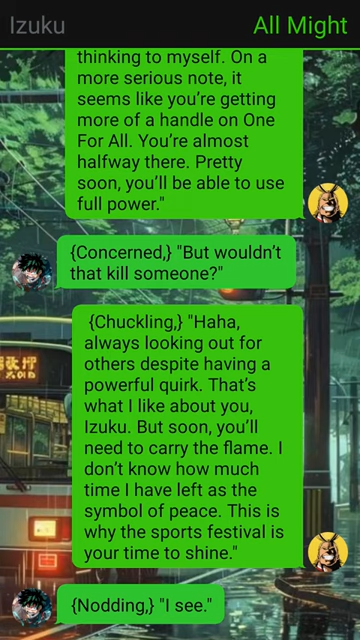 Izuku
All Might
thinking to myself. On a
more serious note, it
seems like you’re getting
more of a handle on One
For All. You’re almost
halfway there. Pretty
soon, you’ll be able to use
full power."
{Concerned,} "But wouldn’t
that kill someone?"
{Chuckling,} "Haha,
always looking out for
others despite having a
powerful quirk. That’s
what I like about you,
Izuku. But soon, you’ll
need to carry the flame. I
don’t know how much
time I have left as the
symbol of peace. This is
why the sports festival is
your time to shine."
{Nodding,} "I see."